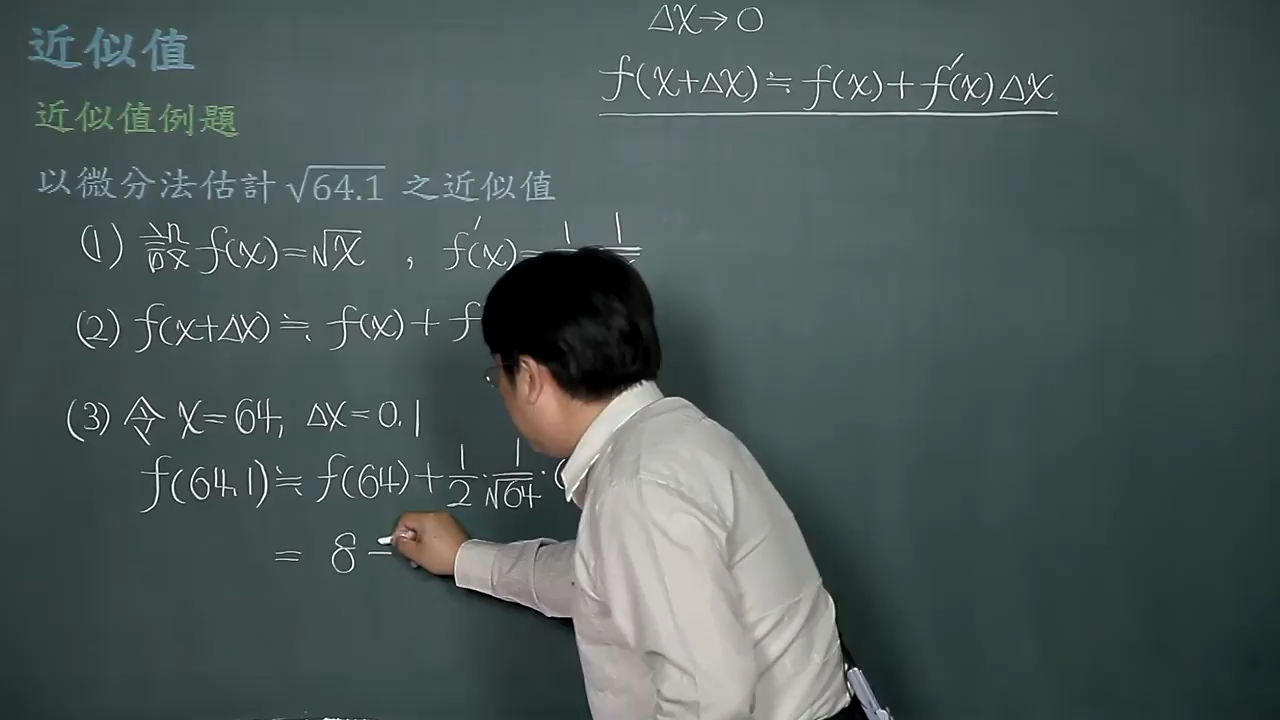 近似值
近似值例題
以微分法估計 √64.1 之近似值
Δx→0
f(x+Δx)≒f(x)+f′(x)Δx
(1) 設 f(x)=√x , f′(x)=
(2) f(x+Δx)≒ f(x)+ f
(3) 令 x=64, Δx=0.1
f(64.1)≒ f(64)+1/2·1/√64·(
= 8